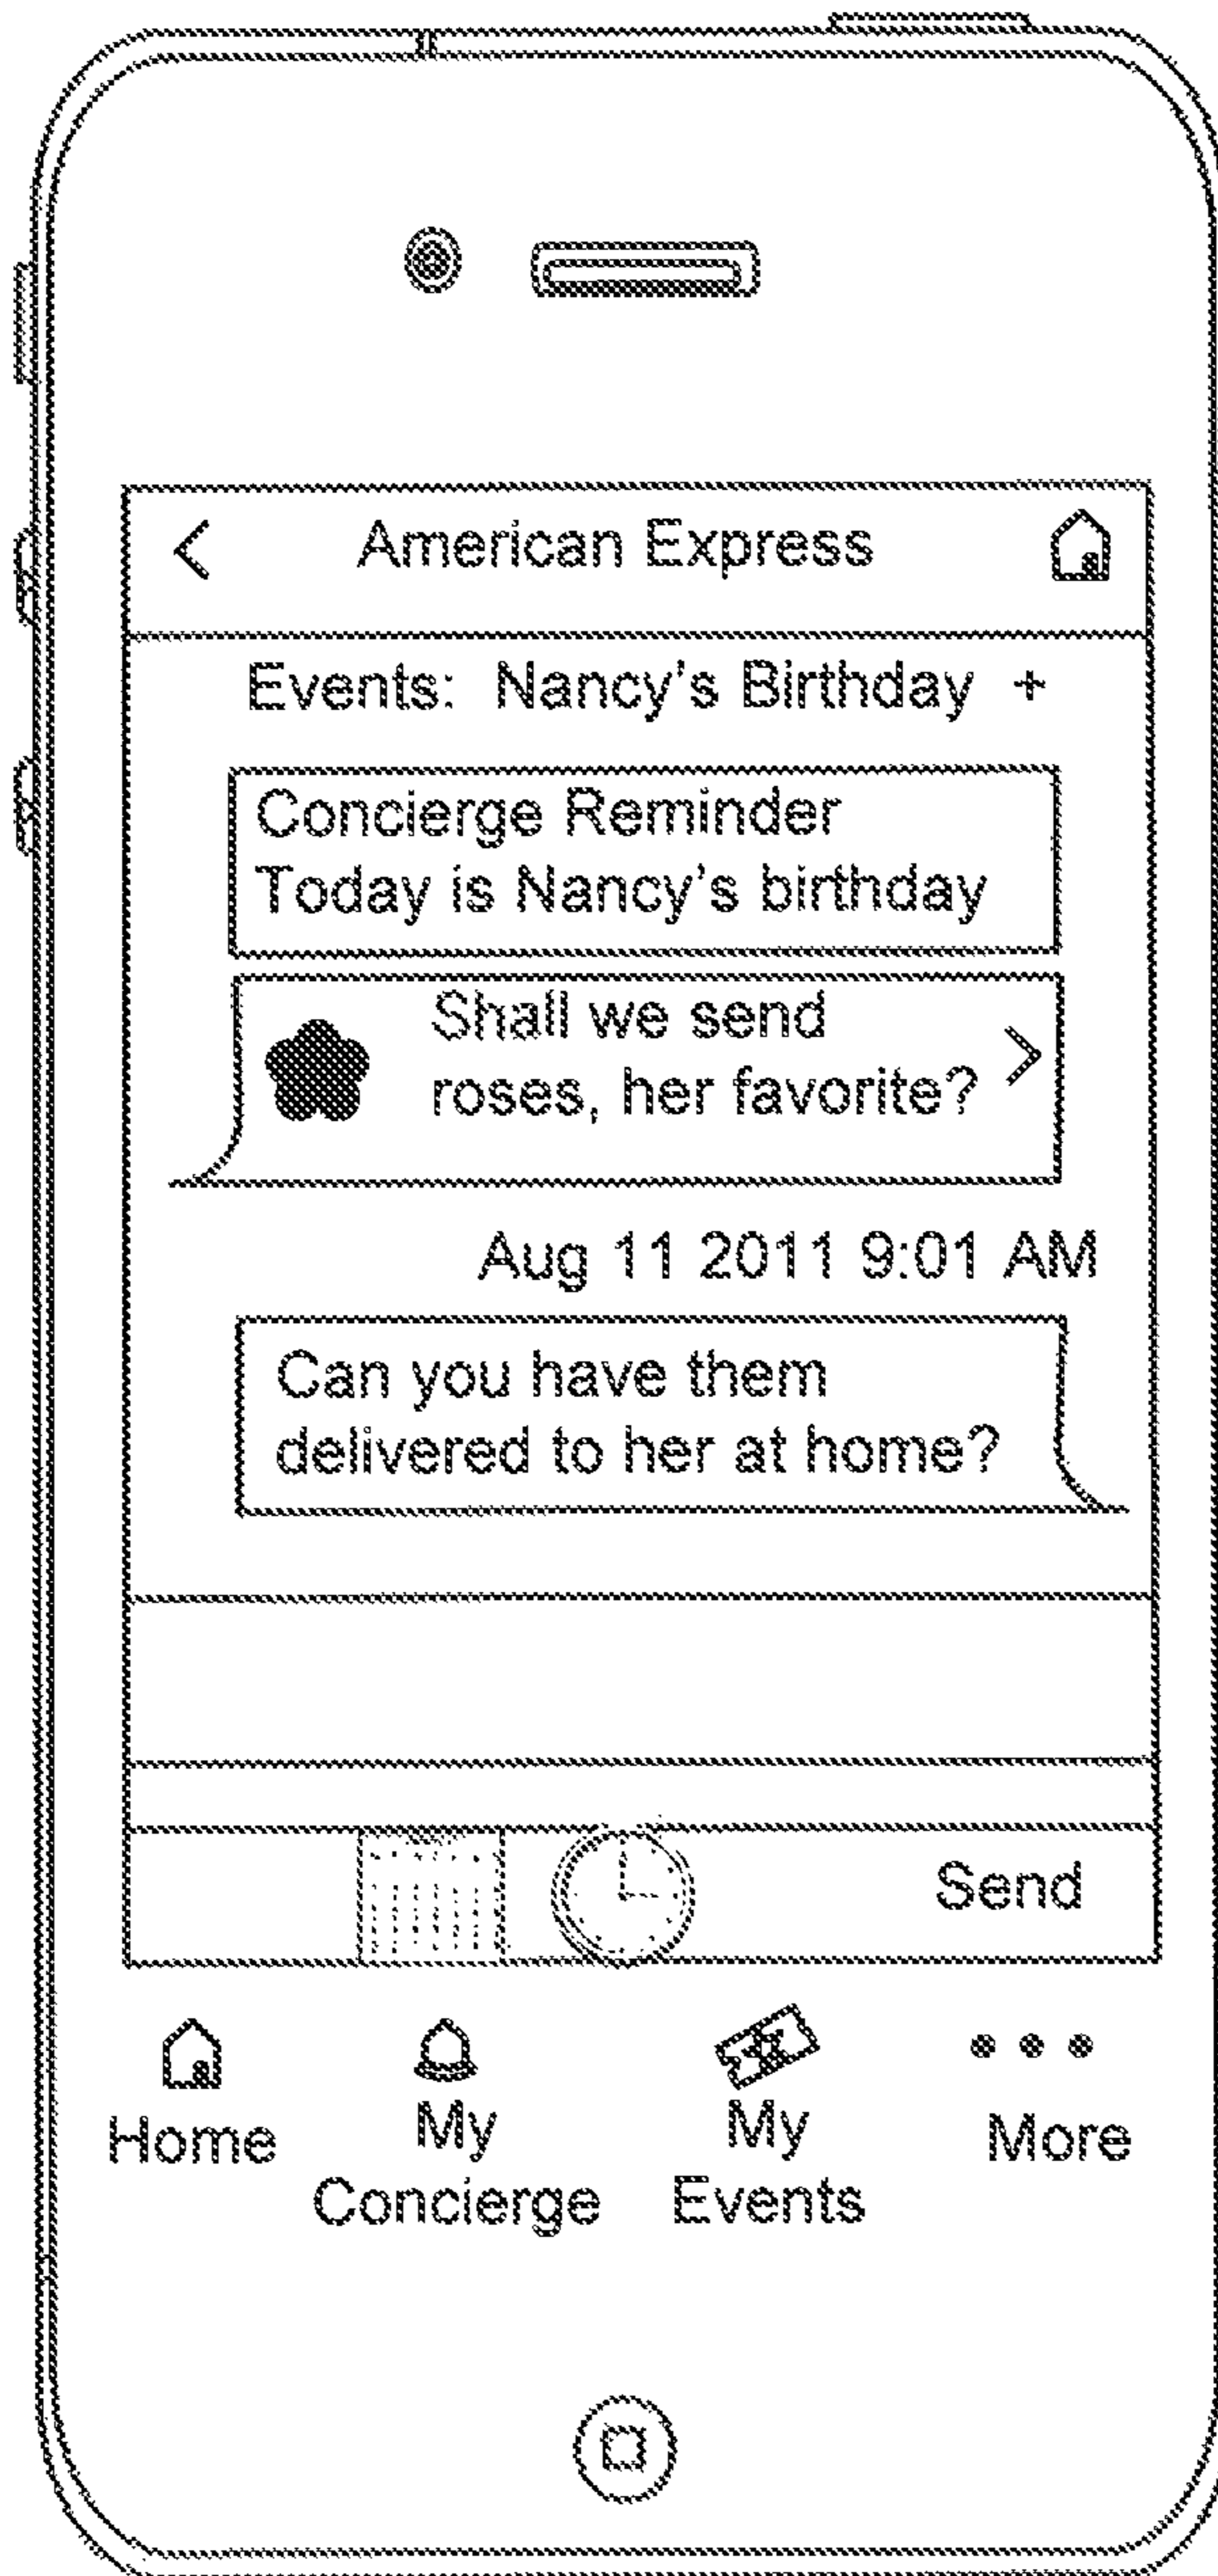 American Express
Events: Nancy's Birthday +
Concierge Reminder
Today is Nancy's birthday
Shall we send
roses, her favorite?
Aug 11 2011 9:01 AM
Can you have them
delivered to her at home?
Send
Home
My
Concierge
My
Events
More